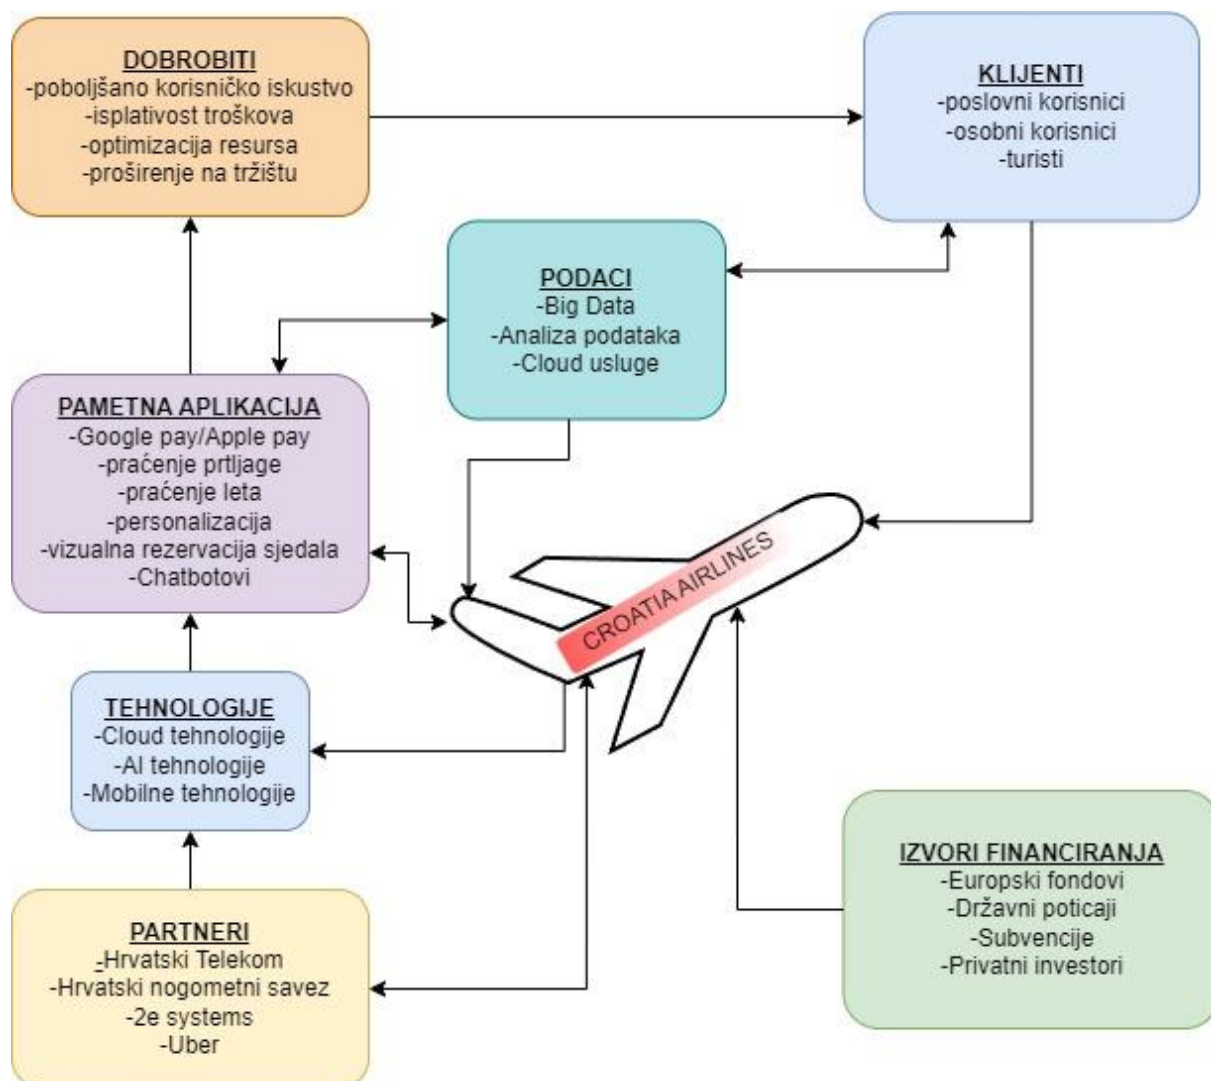 DOBROBITI
-poboljšano korisničko iskustvo
-isplativost troškova
-optimizacija resursa
-proširenje na tržištu
KLIJENTI
-poslovni korisnici
-osobni korisnici
-turisti
PODACI
-Big Data
-Analiza podataka
-Cloud usluge
PAMETNA APLIKACIJA
-Google pay/Apple pay
-praćenje prtljage
-praćenje leta
-personalizacija
-vizualna rezervacija sjedala
-Chatbotovi
CROATIA AIRLINES
TEHNOLOGIJE
-Cloud tehnologije
-AI tehnologije
-Mobilne tehnologije
IZVORI FINANCIRANJA
-Europski fondovi
-Državni poticaji
-Subvencije
-Privatni investori
PARTNERI
-Hrvatski Telekom
-Hrvatski nogometni savez
-2e systems
-Uber